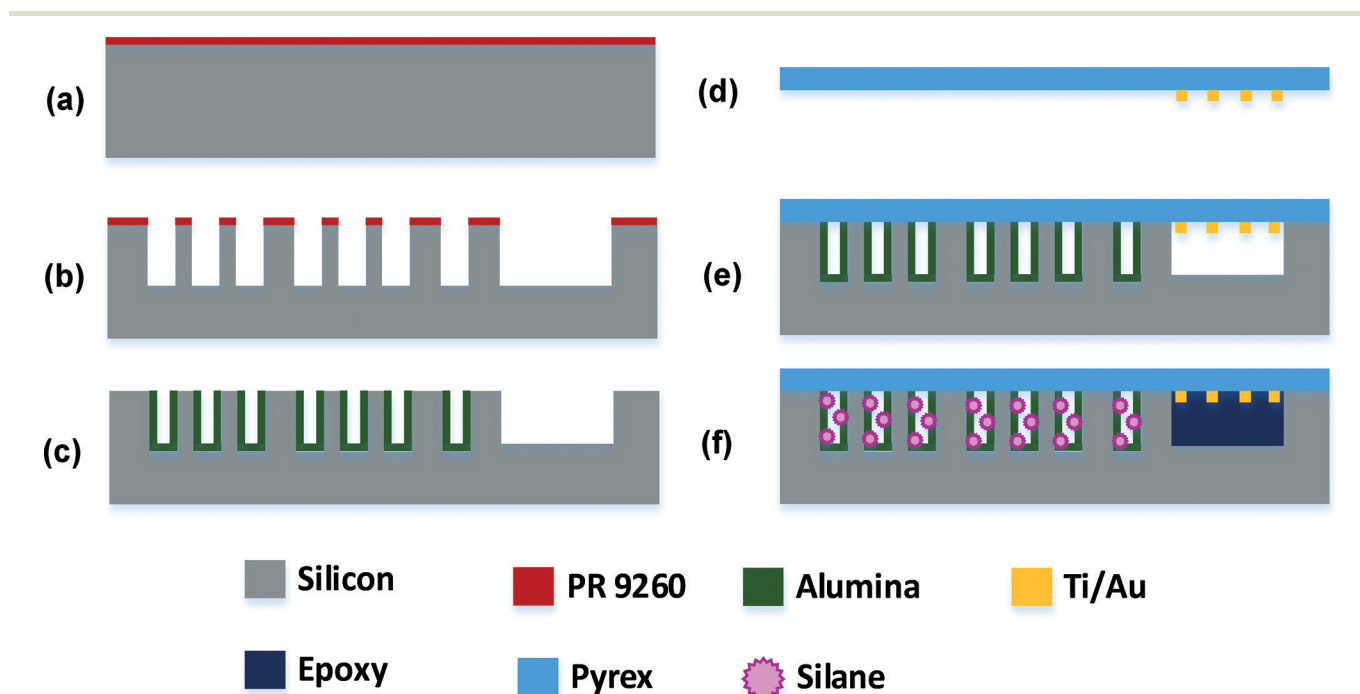 (a)
(b)
(c)
(d)
(e)
(f)
Silicon
PR 9260
Alumina
Ti/Au
Epoxy
Pyrex
Silane